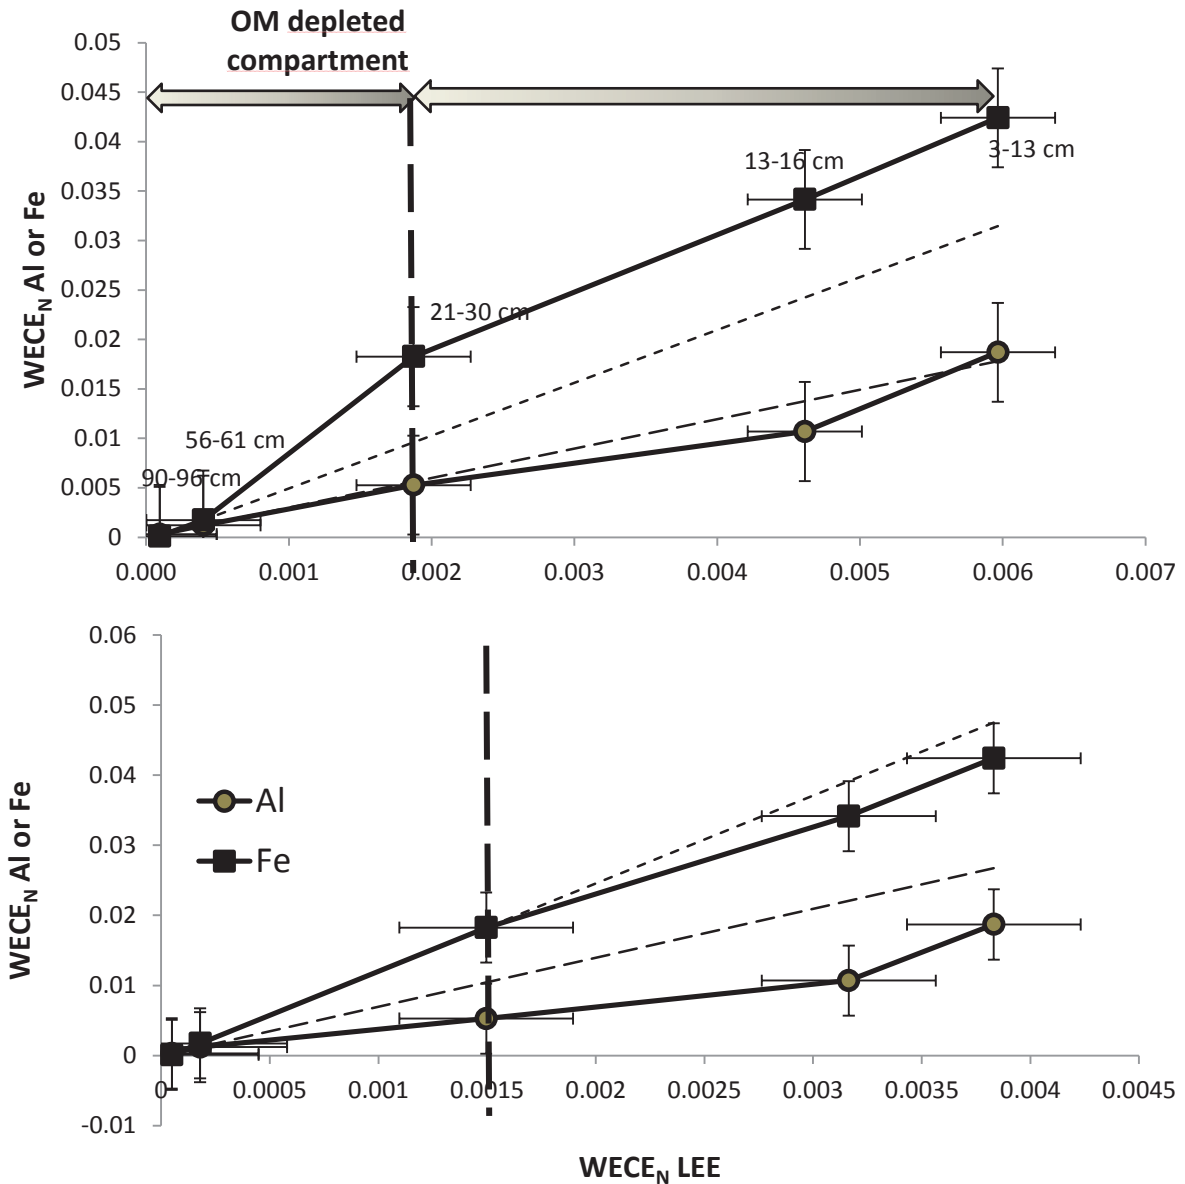 OM depleted
compartment
0.05
0.045
0.04
0.035
0.03
0.025
0.02
0.015
0.01
0.005
0
WECE_N Al or Fe
3-13 cm
13-16 cm
21-30 cm
56-61 cm
90-96 cm
0.000 0.001 0.002 0.003 0.004 0.005 0.006 0.007
0.06
0.05
0.04
0.03
0.02
0.01
0
-0.01
WECE_N Al or Fe
Al
Fe
0 0.0005 0.001 0.0015 0.002 0.0025 0.003 0.0035 0.004 0.0045
WECE_N LEE